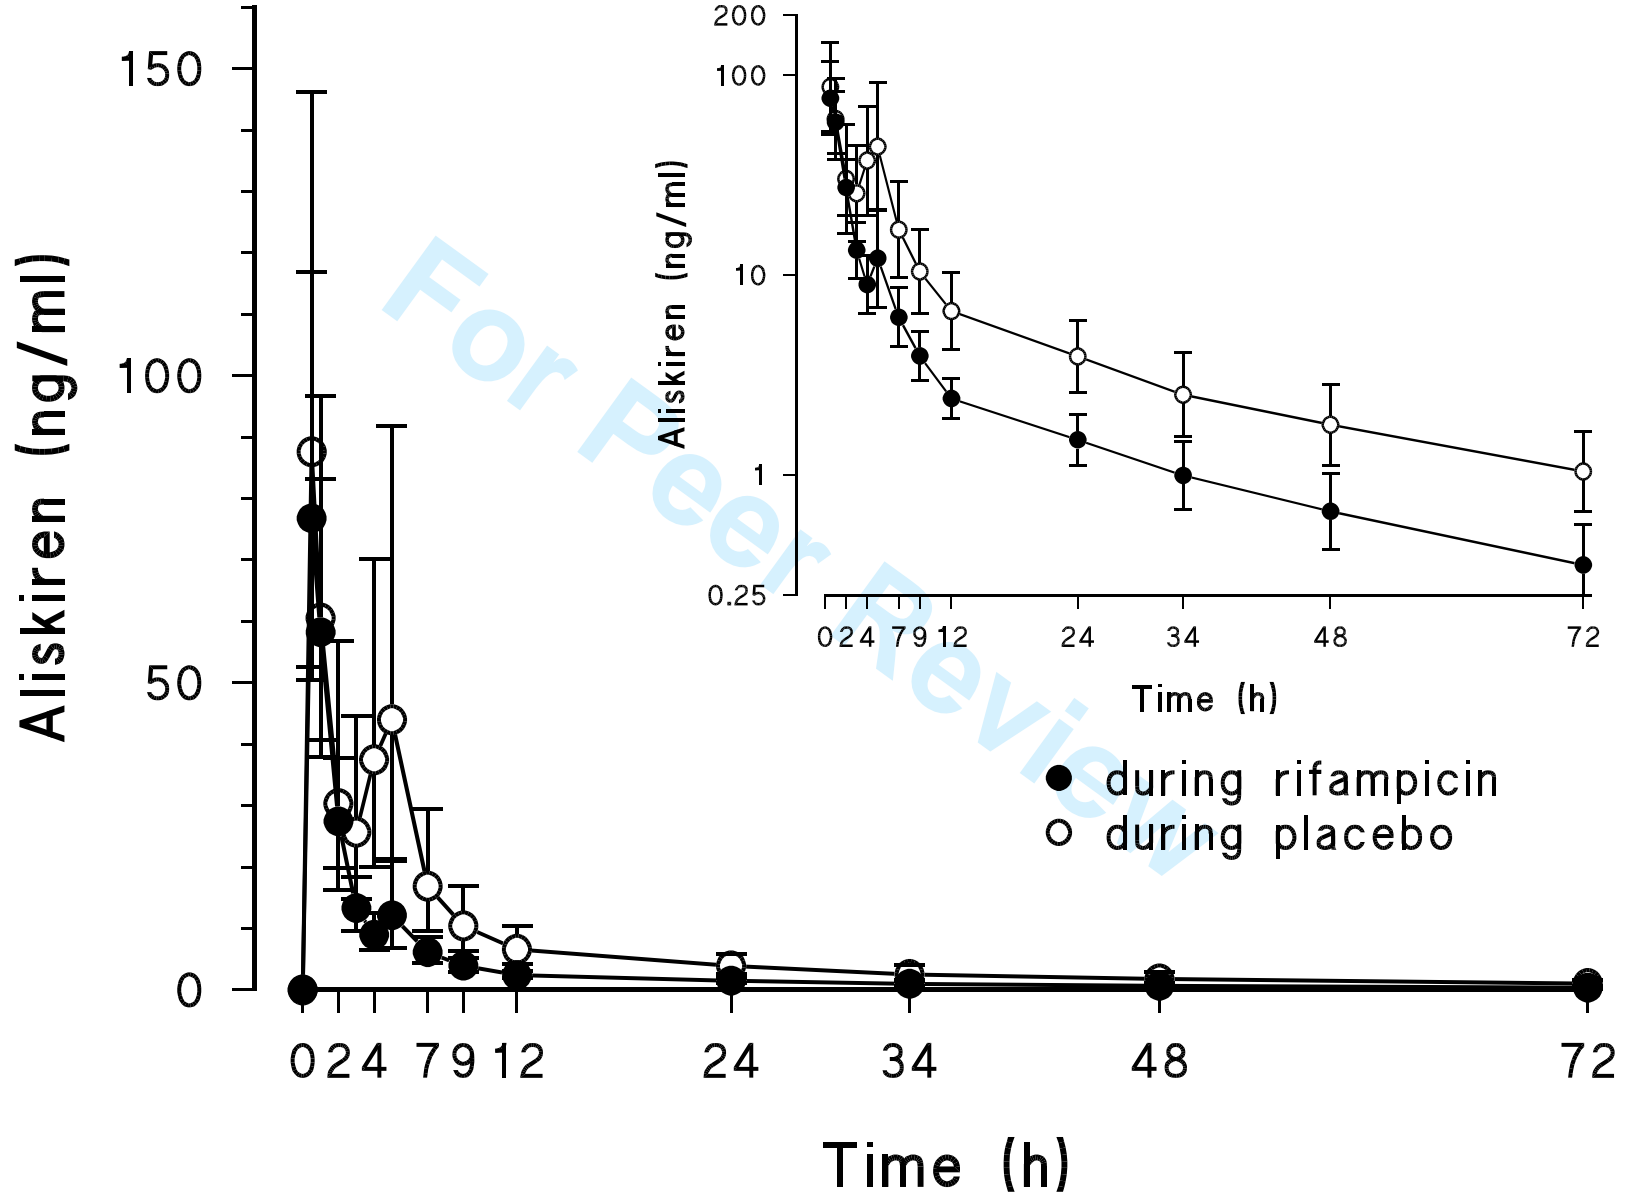 200
100
10
1
0.25
Aliskiren (ng/ml)
0 2 4 7 9 12 24 34 48 72
Time (h)
150
100
50
0
Aliskiren (ng/ml)
For Peer Review
during rifampicin
during placebo
0 2 4 7 9 12 24 34 48 72
Time (h)